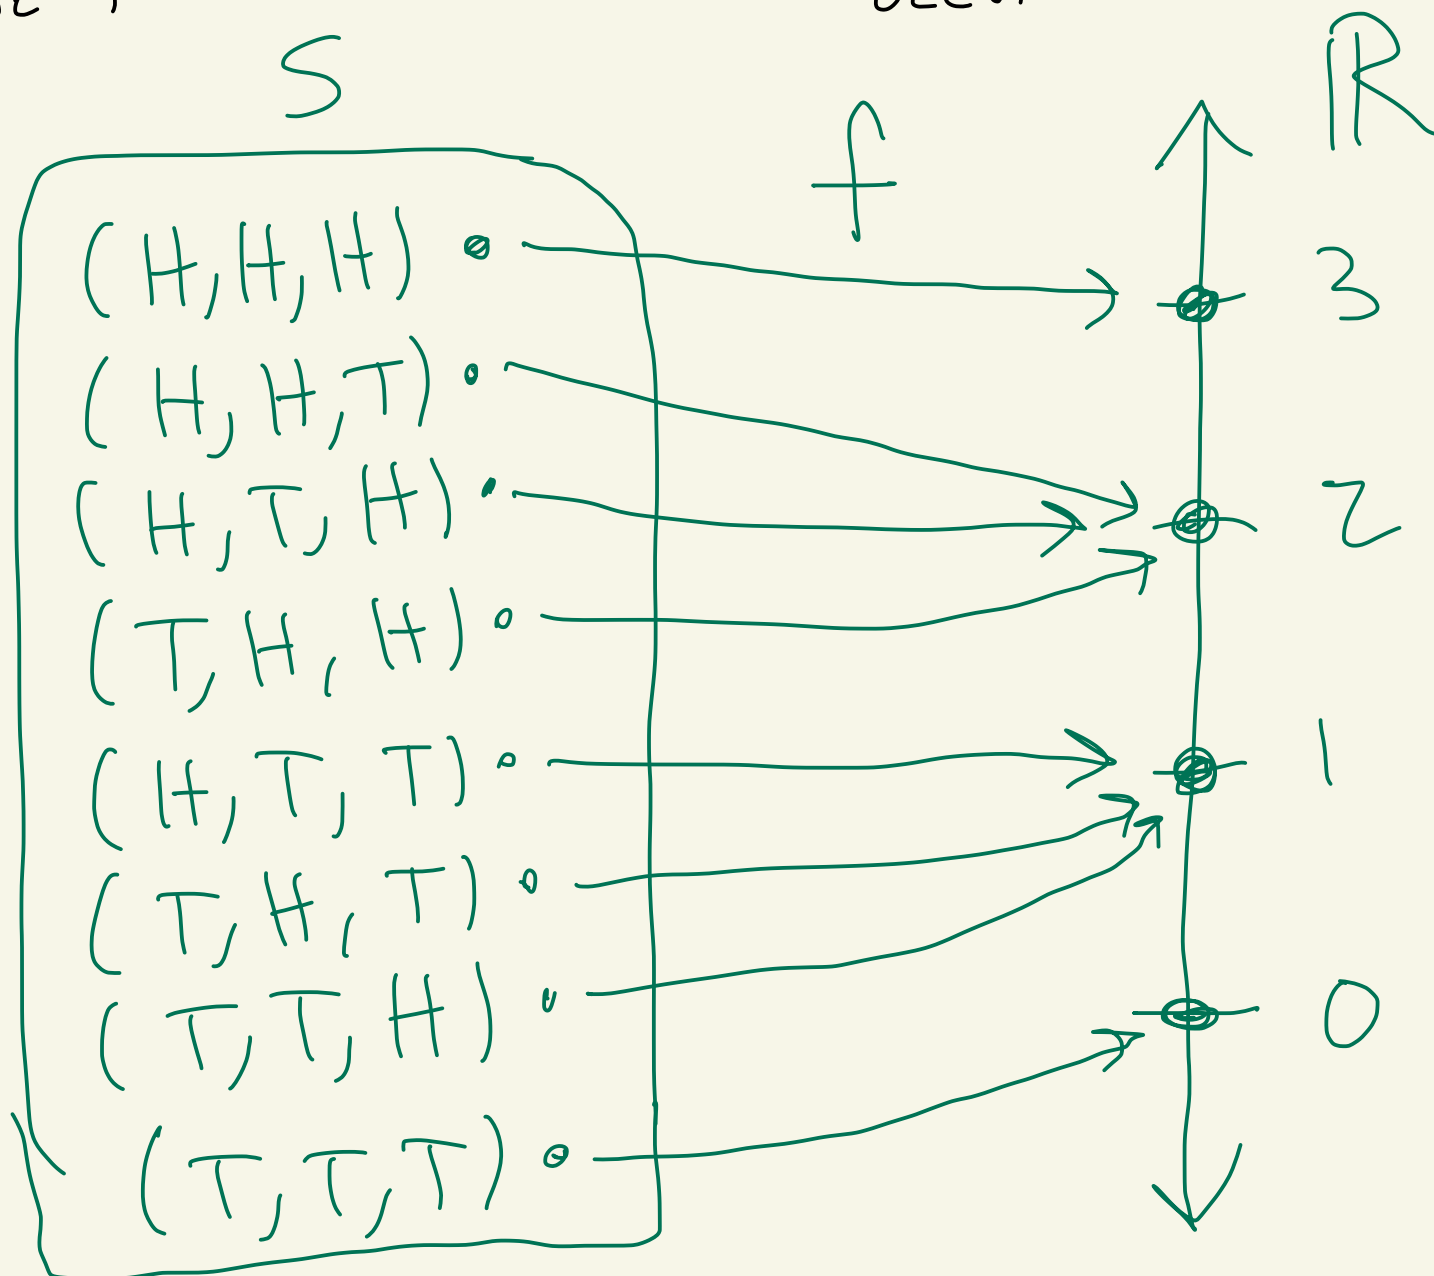 S f ℝ
(H, H, H) 3
(H, H, T)
(H, T, H) 2
(T, H, H)
(H, T, T) 1
(T, H, T)
(T, T, H) 0
(T, T, T)